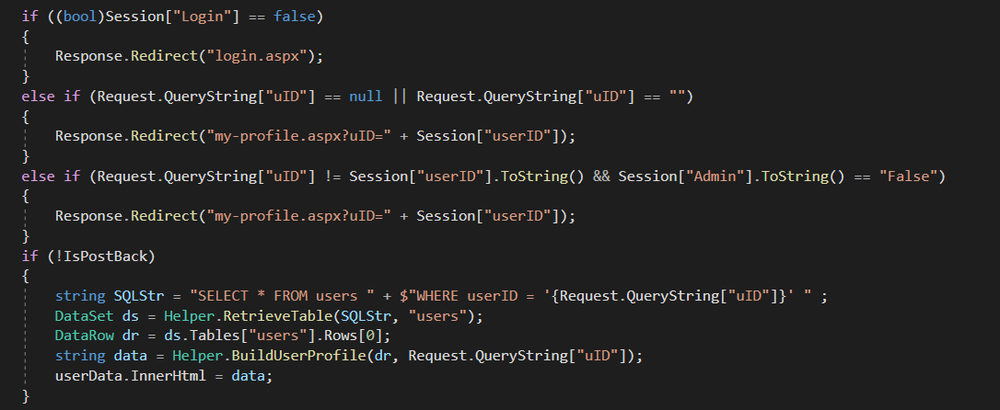 if ((bool)Session["Login"] == false)
{
Response.Redirect("login.aspx");
}
else if (Request.QueryString["uID"] == null || Request.QueryString["uID"] == "")
{
Response.Redirect("my-profile.aspx?uID=" + Session["userID"]);
}
else if (Request.QueryString["uID"] != Session["userID"].ToString() && Session["Admin"].ToString() == "False")
{
Response.Redirect("my-profile.aspx?uID=" + Session["userID"]);
}
if (!IsPostBack)
{
string SQLStr = "SELECT * FROM users " + $"WHERE userID = '{Request.QueryString["uID"]}' " ;
DataSet ds = Helper.RetrieveTable(SQLStr, "users");
DataRow dr = ds.Tables["users"].Rows[0];
string data = Helper.BuildUserProfile(dr, Request.QueryString["uID"]);
userData.InnerHtml = data;
}